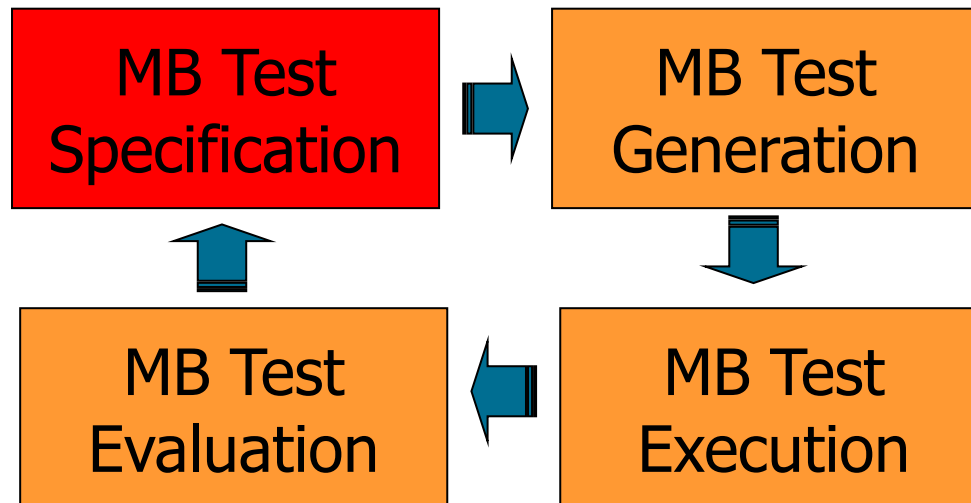 MB Test
Specification
MB Test
Generation
MB Test
Evaluation
MB Test
Execution